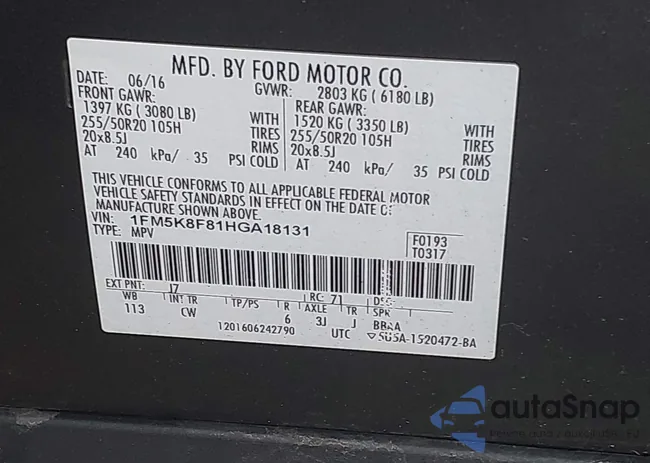 MFD. BY FORD MOTOR CO.
DATE: 06/16 GVWR: 2803 KG ( 6180 LB)
FRONT GAWR: REAR GAWR:
1397 KG ( 3080 LB) WITH 1520 KG ( 3350 LB) WITH
255/50R20 105H TIRES 255/50R20 105H TIRES
20x8.5J RIMS 20x8.5J RIMS
AT 240 kPa/ 35 PSI COLD AT 240 kPa/ 35 PSI COLD
THIS VEHICLE CONFORMS TO ALL APPLICABLE FEDERAL MOTOR
VEHICLE SAFETY STANDARDS IN EFFECT ON THE DATE OF
MANUFACTURE SHOWN ABOVE.
VIN: 1FM5K8F81HGA18131
TYPE: MPV
F0193
T0317
EXT PNT: J7 RC: 71 DSO:
WB INT TR TP/PS R AXLE TR SPR
113 CW 6 3J J BBAA
1201606242790 UTC 5U5A-1520472-BA
autoSnap